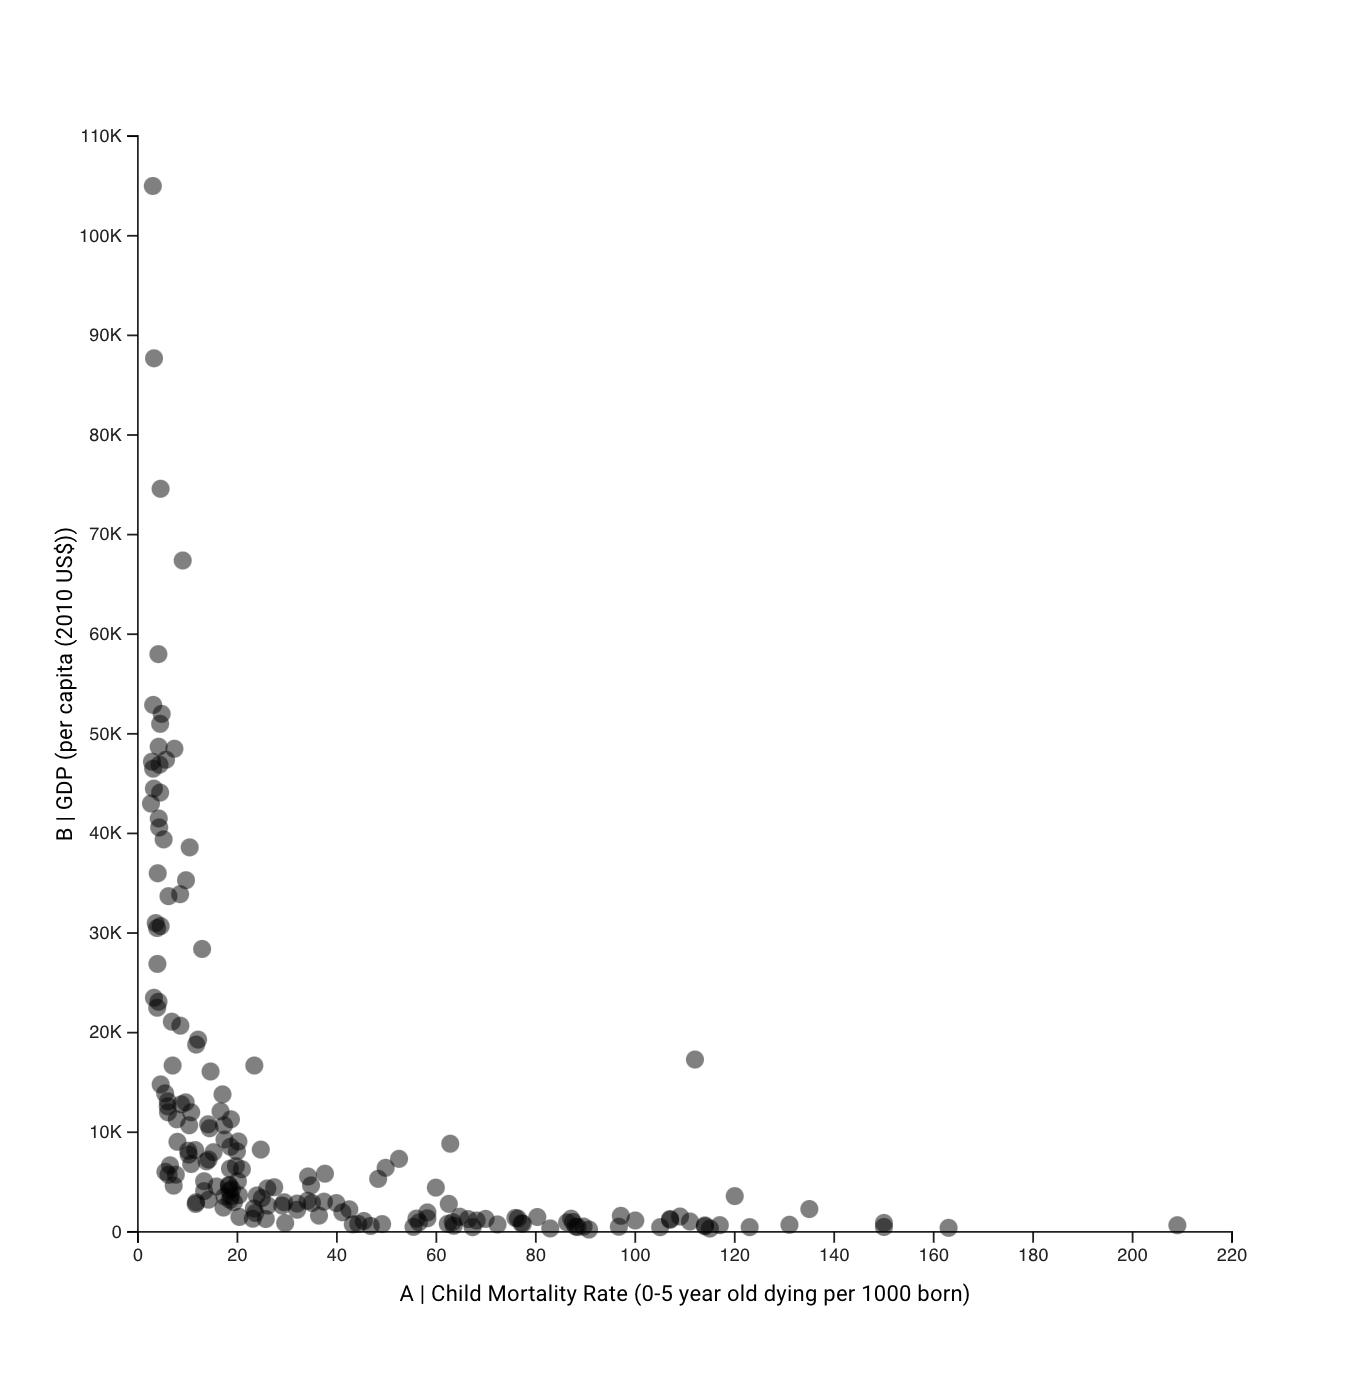 110K
100K
90K
80K
70K
60K
50K
40K
30K
20K
10K
0
B | GDP (per capita (2010 US$))
0 20 40 60 80 100 120 140 160 180 200 220
A | Child Mortality Rate (0-5 year old dying per 1000 born)